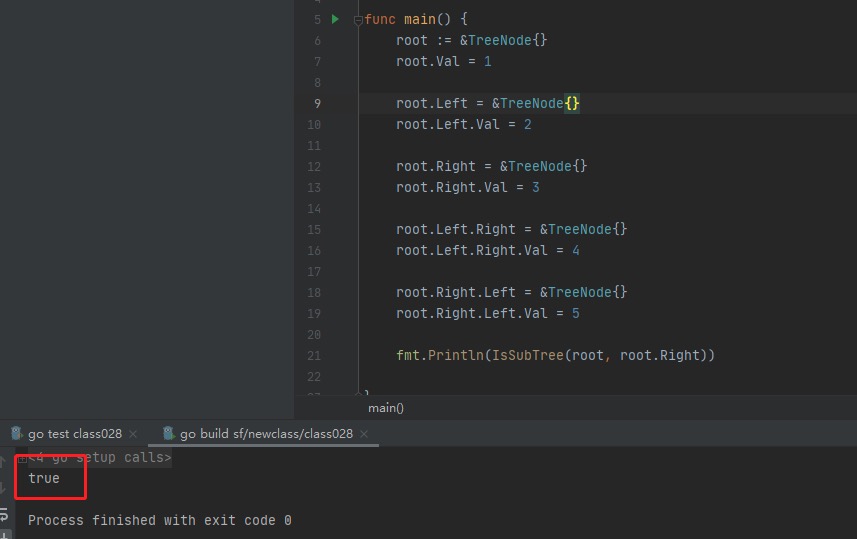 5 func main() {
6 root := &TreeNode{}
7 root.Val = 1
8
9 root.Left = &TreeNode{}
10 root.Left.Val = 2
11
12 root.Right = &TreeNode{}
13 root.Right.Val = 3
14
15 root.Left.Right = &TreeNode{}
16 root.Left.Right.Val = 4
17
18 root.Right.Left = &TreeNode{}
19 root.Right.Left.Val = 5
20
21 fmt.Println(IsSubTree(root, root.Right))
22
}
main()
go test class028 × go build sf/newclass/class028 ×
<4 go setup calls>
true
Process finished with exit code 0